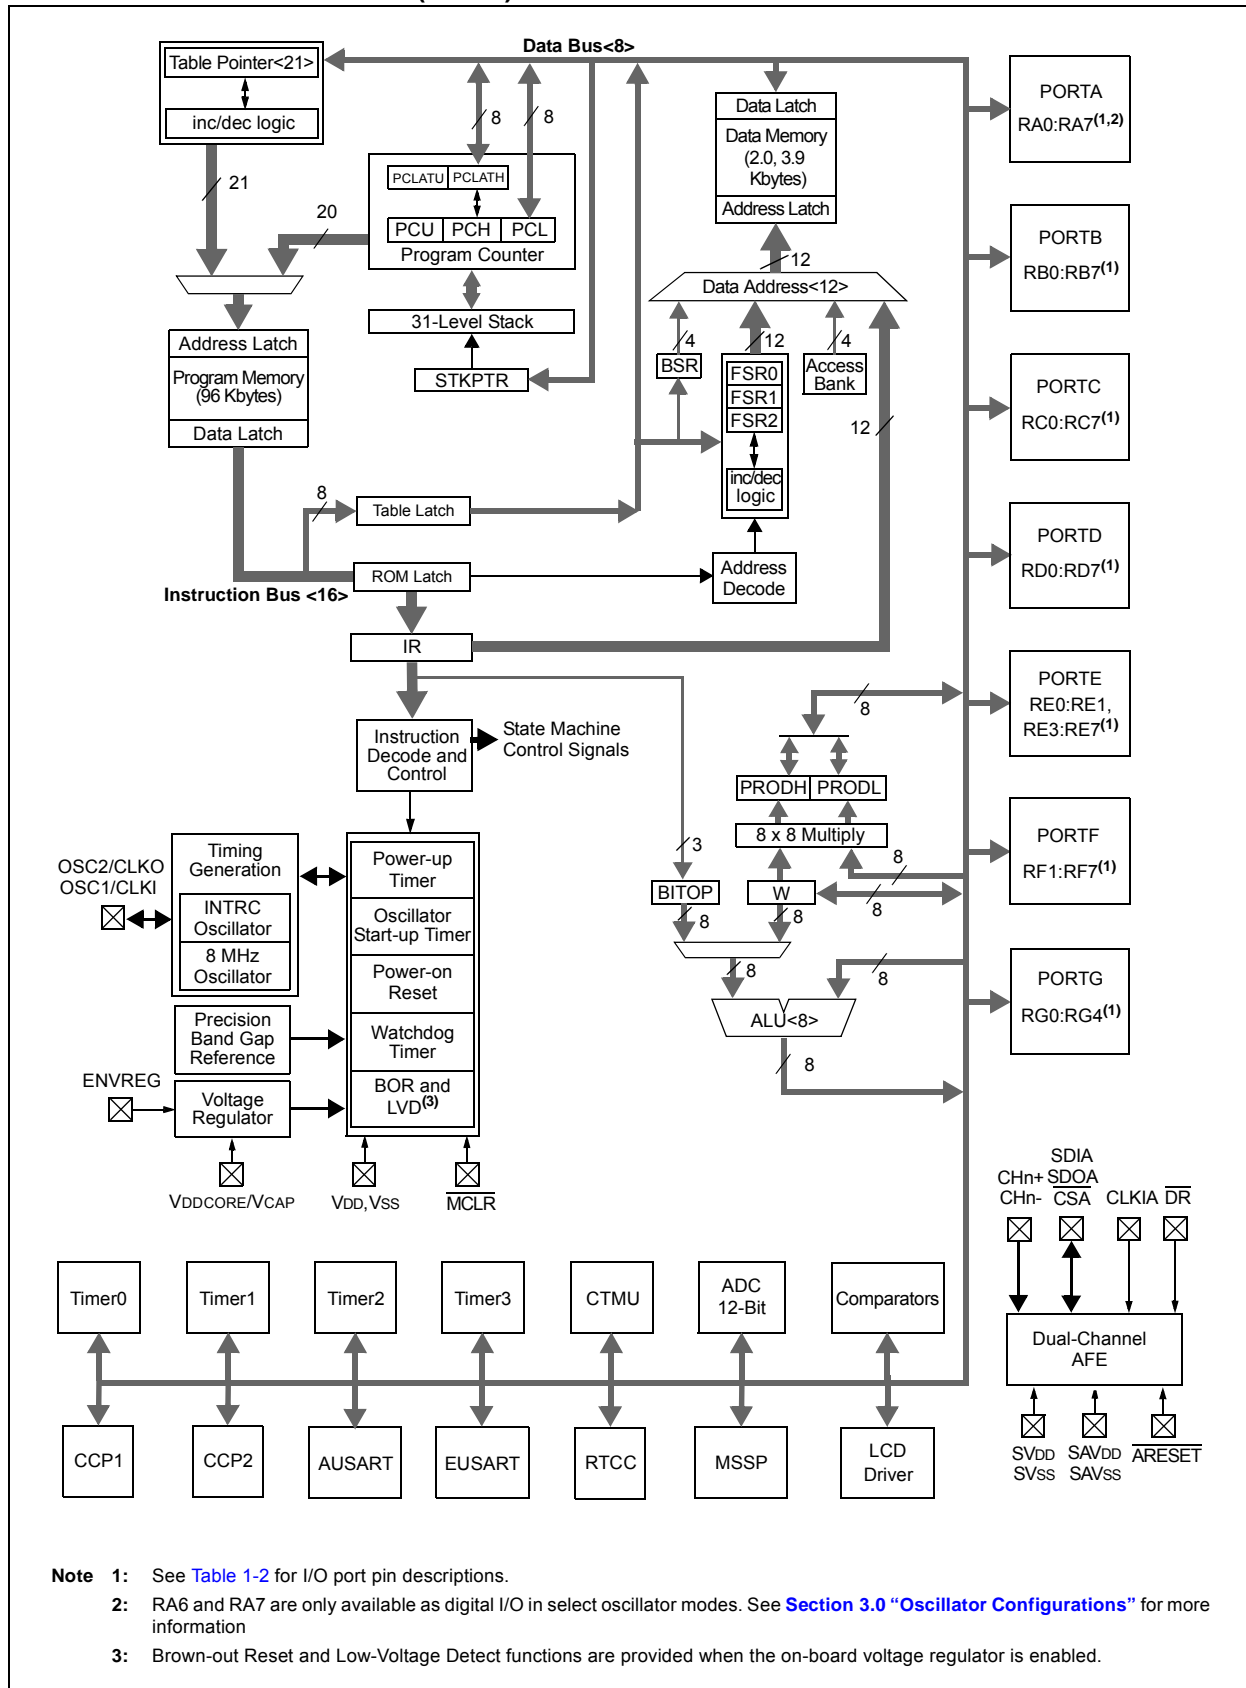 Data Bus<8>
Table Pointer<21>
inc/dec logic
21
20
8
8
PCLATU PCLATH
PCU PCH PCL
Program Counter
31-Level Stack
STKPTR
Data Latch
Data Memory
(2.0, 3.9
Kbytes)
Address Latch
12
Data Address<12>
4
12
4
BSR
FSR0
FSR1
FSR2
inc/dec
logic
Access
Bank
12
Address Latch
Program Memory
(96 Kbytes)
Data Latch
8
Table Latch
ROM Latch
Instruction Bus <16>
Address
Decode
IR
Instruction
Decode and
Control
State Machine
Control Signals
8
PRODH PRODL
8 x 8 Multiply
3
8
BITOP
W
8
8
8
8
8
ALU<8>
8
PORTA
RA0:RA7(1,2)
PORTB
RB0:RB7(1)
PORTC
RC0:RC7(1)
PORTD
RD0:RD7(1)
PORTE
RE0:RE1,
RE3:RE7(1)
PORTF
RF1:RF7(1)
PORTG
RG0:RG4(1)
OSC2/CLKO
OSC1/CLKI
Timing
Generation
INTRC
Oscillator
8 MHz
Oscillator
Precision
Band Gap
Reference
ENVREG
Voltage
Regulator
Power-up
Timer
Oscillator
Start-up Timer
Power-on
Reset
Watchdog
Timer
BOR and
LVD(3)
VDDCORE/VCAP
VDD, VSS
MCLR
CHn+
CHn-
SDIA
SDOA
CSA
CLKIA
DR
Dual-Channel
AFE
SVDD
SVSS
SAVDD
SAVSS
ARESET
Timer0
Timer1
Timer2
Timer3
CTMU
ADC
12-Bit
Comparators
CCP1
CCP2
AUSART
EUSART
RTCC
MSSP
LCD
Driver
Note 1: See Table 1-2 for I/O port pin descriptions.
2: RA6 and RA7 are only available as digital I/O in select oscillator modes. See Section 3.0 “Oscillator Configurations” for more
information
3: Brown-out Reset and Low-Voltage Detect functions are provided when the on-board voltage regulator is enabled.